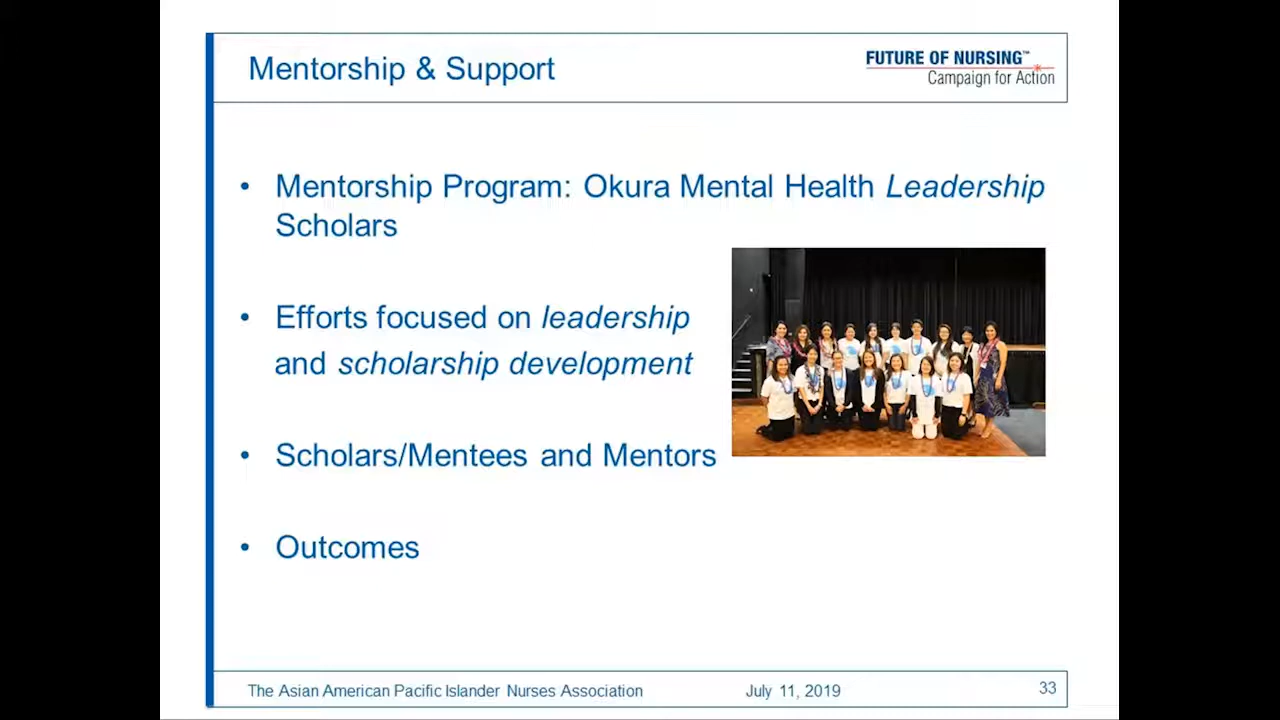 Mentorship & Support
FUTURE OF NURSING™
Campaign for Action
• Mentorship Program: Okura Mental Health Leadership
Scholars
• Efforts focused on leadership
and scholarship development
• Scholars/Mentees and Mentors
• Outcomes
The Asian American Pacific Islander Nurses Association
July 11, 2019
33